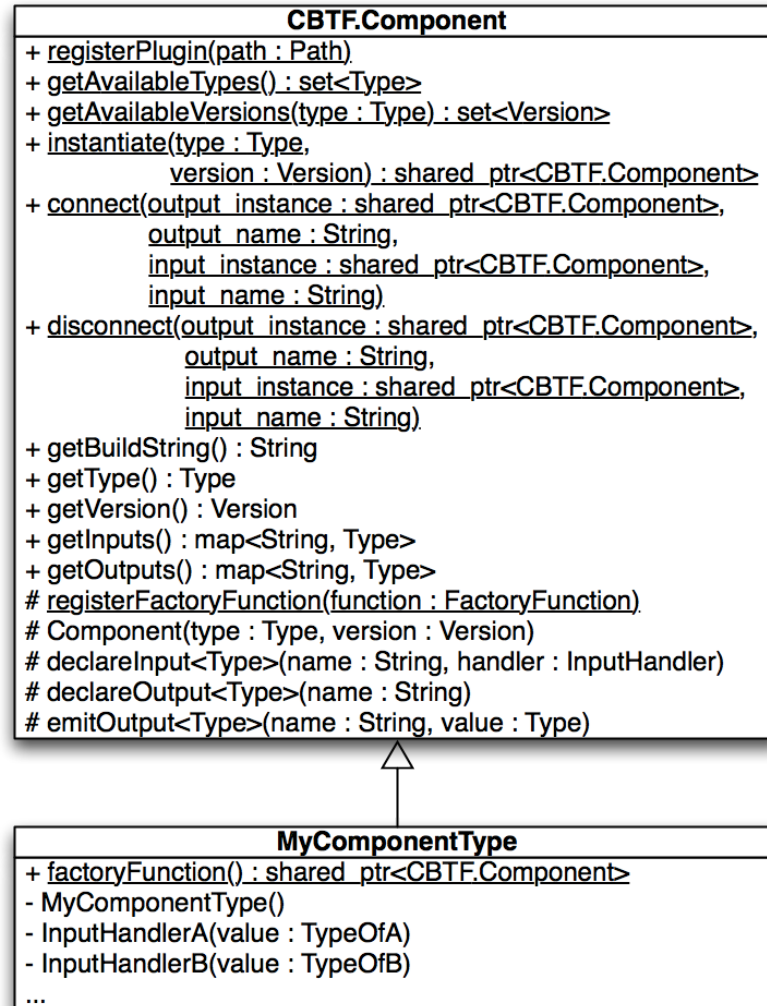 CBTF.Component
+ registerPlugin(path : Path)
+ getAvailableTypes() : set<Type>
+ getAvailableVersions(type : Type) : set<Version>
+ instantiate(type : Type,
version : Version) : shared_ptr<CBTF.Component>
+ connect(output_instance : shared_ptr<CBTF.Component>,
output_name : String,
input_instance : shared_ptr<CBTF.Component>,
input_name : String)
+ disconnect(output_instance : shared_ptr<CBTF.Component>,
output_name : String,
input_instance : shared_ptr<CBTF.Component>,
input_name : String)
+ getBuildString() : String
+ getType() : Type
+ getVersion() : Version
+ getInputs() : map<String, Type>
+ getOutputs() : map<String, Type>
# registerFactoryFunction(function : FactoryFunction)
# Component(type : Type, version : Version)
# declareInput<Type>(name : String, handler : InputHandler)
# declareOutput<Type>(name : String)
# emitOutput<Type>(name : String, value : Type)
MyComponentType
+ factoryFunction() : shared_ptr<CBTF.Component>
- MyComponentType()
- InputHandlerA(value : TypeOfA)
- InputHandlerB(value : TypeOfB)
...